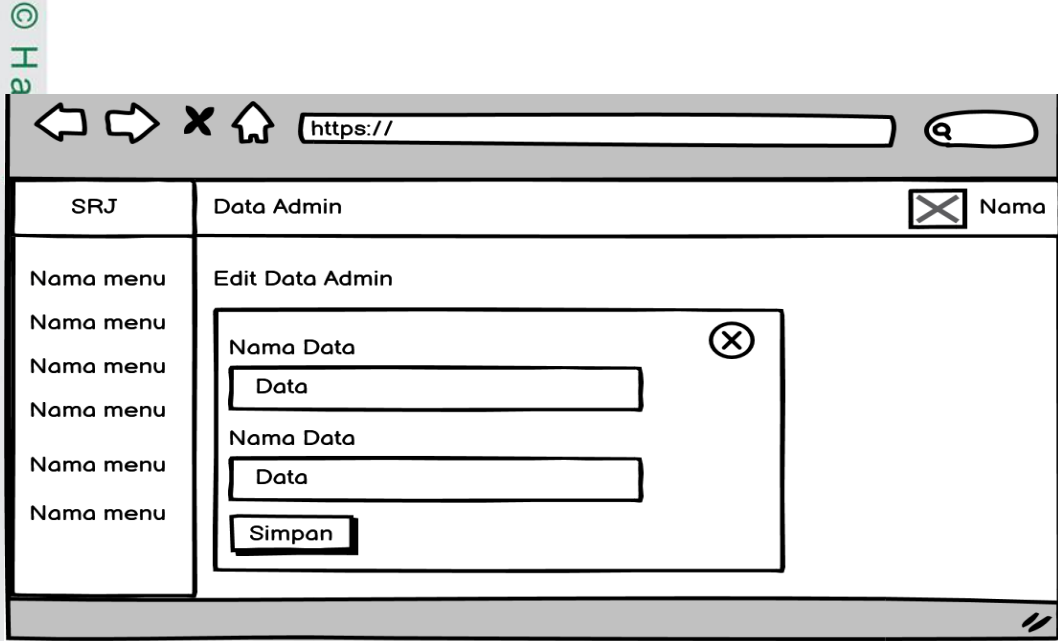 © Ha
https://
SRJ
Data Admin
Nama
Nama menu
Nama menu
Nama menu
Nama menu
Nama menu
Nama menu
Edit Data Admin
Nama Data
Data
Nama Data
Data
Simpan